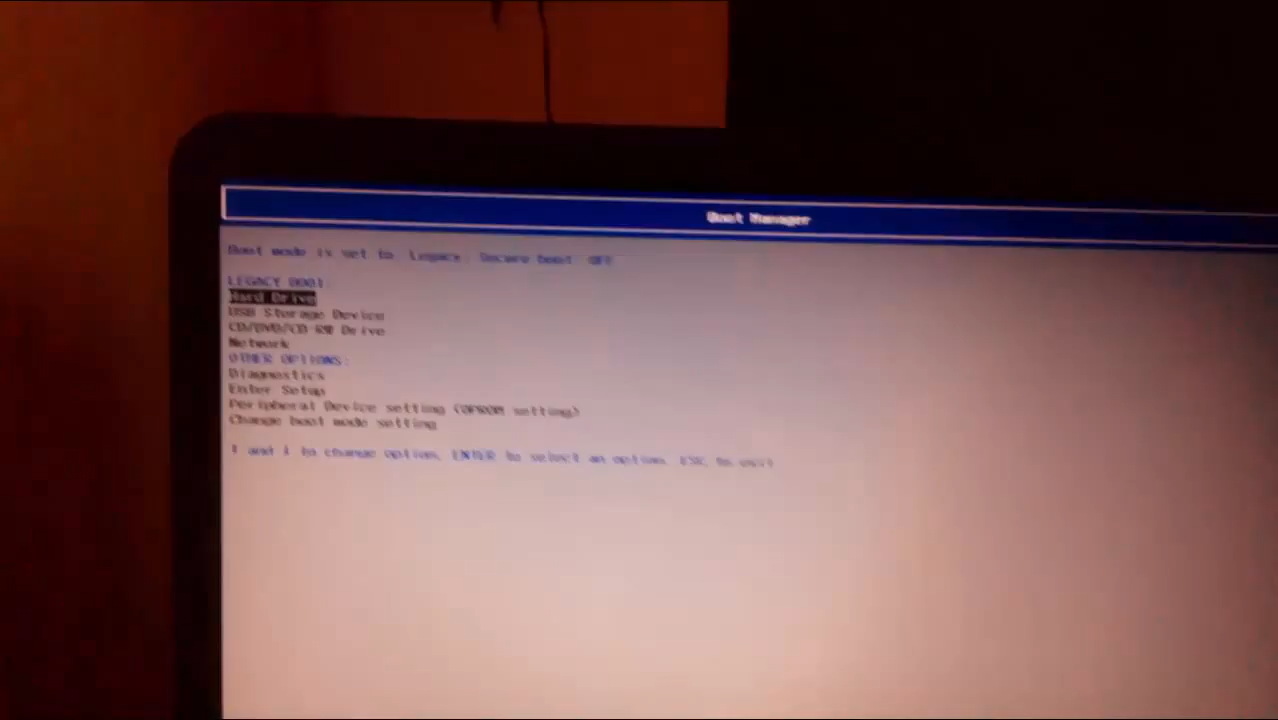 Boot Manager
Boot mode is set to: Legacy; Secure boot: OFF
LEGACY BOOT:
Hard Drive
USB Storage Device
CD/DVD/CD-RW Drive
Network
OTHER OPTIONS:
Diagnostics
Enter Setup
Peripheral Device setting (OPROM setting)
Change boot mode setting
↑ and ↓ to change option, ENTER to select an option, ESC to exit